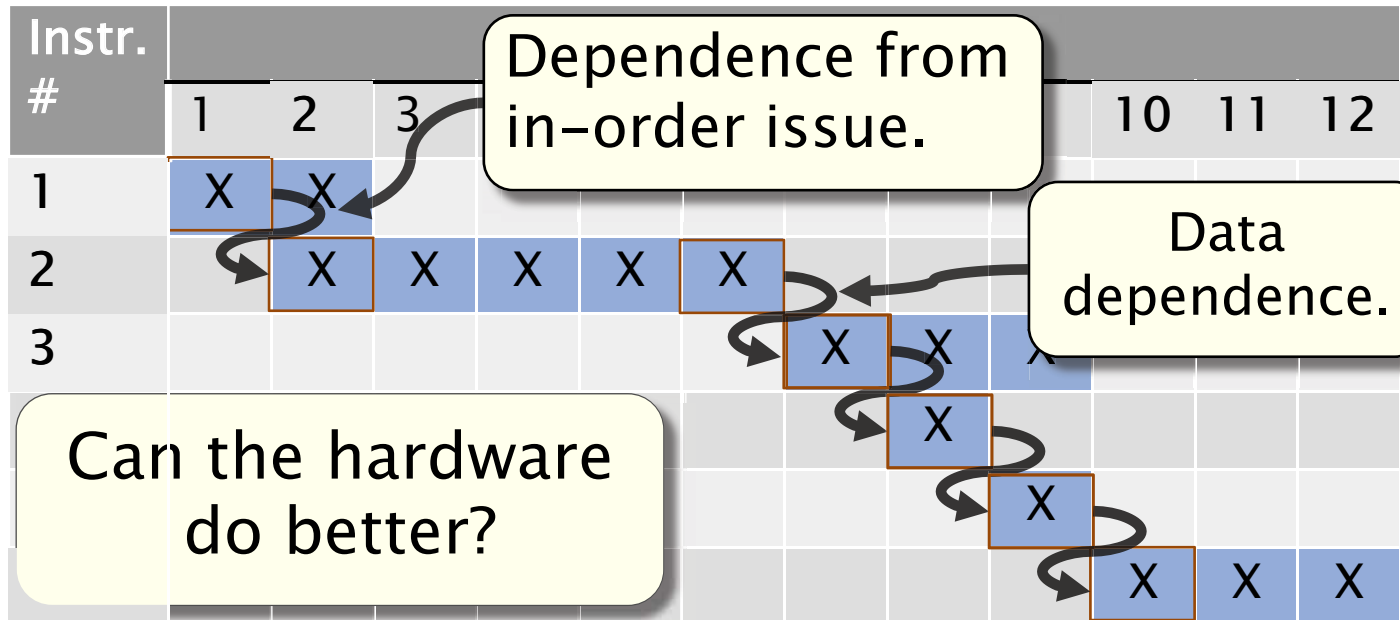 Instr.
#
Dependence from
in-order issue.
1 2 3 10 11 12
1 X X
Data
dependence.
2 X X X X X
3 X X X
Can the hardware
do better?
X
X
X X X